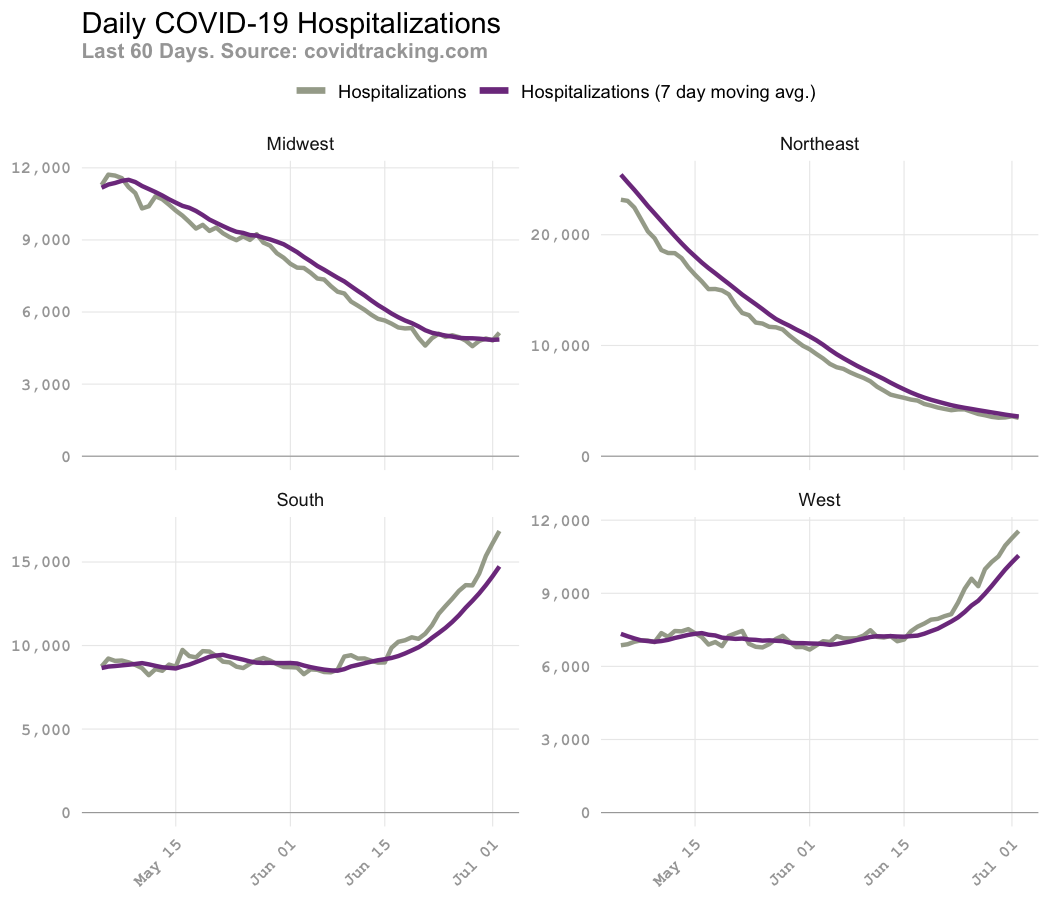 Daily COVID-19 Hospitalizations
Last 60 Days. Source: covidtracking.com
Hospitalizations Hospitalizations (7 day moving avg.)
Midwest Northeast
12,000
9,000
6,000
3,000
0
20,000
10,000
0
South West
15,000
10,000
5,000
0
12,000
9,000
6,000
3,000
0
May 15 Jun 01 Jun 15 Jul 01
May 15 Jun 01 Jun 15 Jul 01